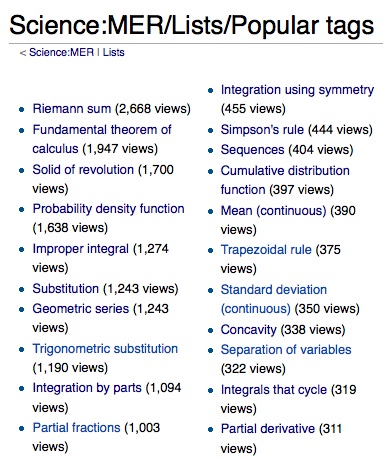 Science:MER/Lists/Popular tags
< Science:MER | Lists
Riemann sum (2,668 views)
Fundamental theorem of
calculus (1,947 views)
Solid of revolution (1,700
views)
Probability density function
(1,638 views)
Improper integral (1,274
views)
Substitution (1,243 views)
Geometric series (1,243
views)
Trigonometric substitution
(1,190 views)
Integration by parts (1,094
views)
Partial fractions (1,003
views)
Integration using symmetry
(455 views)
Simpson's rule (444 views)
Sequences (404 views)
Cumulative distribution
function (397 views)
Mean (continuous) (390
views)
Trapezoidal rule (375
views)
Standard deviation
(continuous) (350 views)
Concavity (338 views)
Separation of variables
(322 views)
Integrals that cycle (319
views)
Partial derivative (311
views)